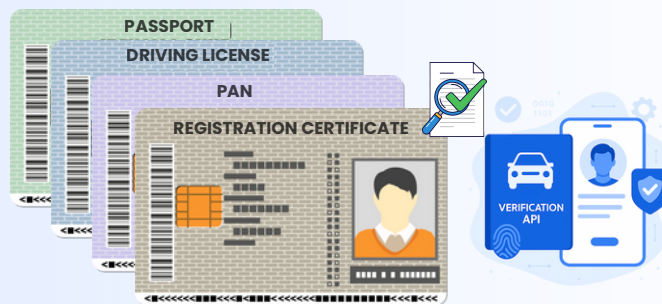 PASSPORT
DRIVING LICENSE
PAN
REGISTRATION CERTIFICATE
VERIFICATION
API